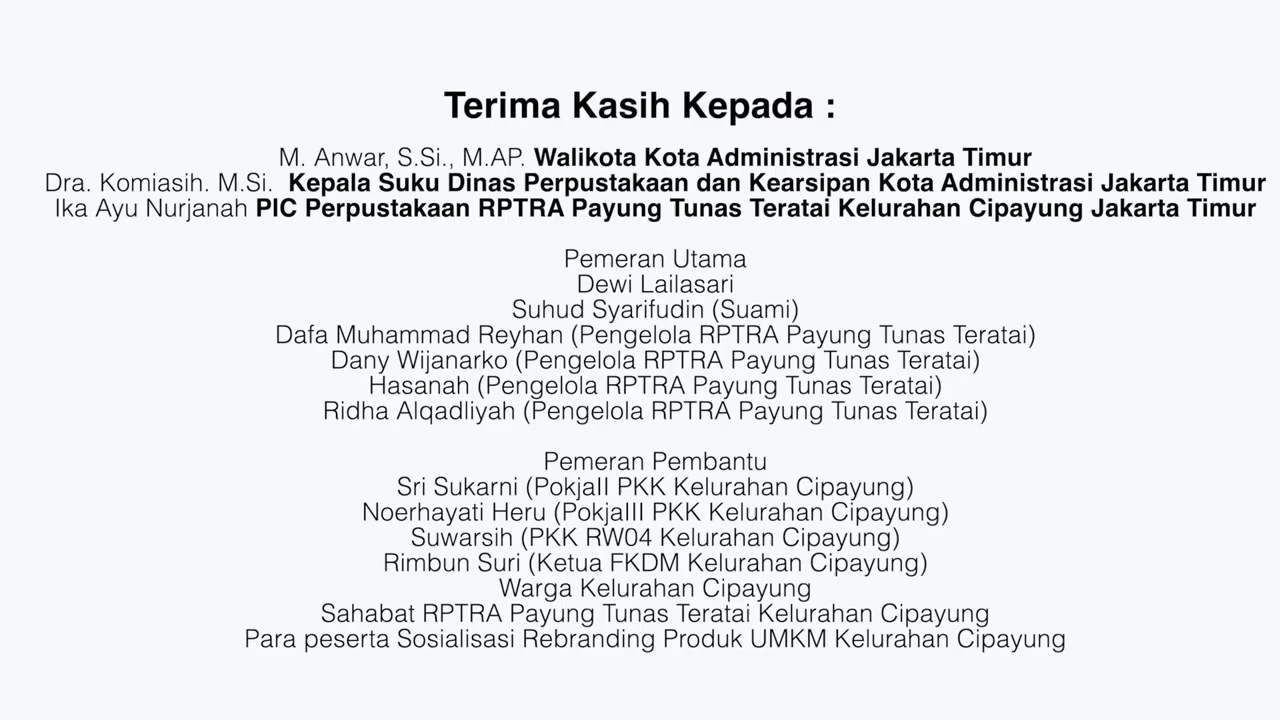 Terima Kasih Kepada :
M. Anwar, S.Si., M.AP. Walikota Kota Administrasi Jakarta Timur
Dra. Komiasih. M.Si. Kepala Suku Dinas Perpustakaan dan Kearsipan Kota Administrasi Jakarta Timur
Ika Ayu Nurjanah PIC Perpustakaan RPTRA Payung Tunas Teratai Kelurahan Cipayung Jakarta Timur
Pemeran Utama
Dewi Lailasari
Suhud Syarifudin (Suami)
Dafa Muhammad Reyhan (Pengelola RPTRA Payung Tunas Teratai)
Dany Wijanarko (Pengelola RPTRA Payung Tunas Teratai)
Hasanah (Pengelola RPTRA Payung Tunas Teratai)
Ridha Alqadliyah (Pengelola RPTRA Payung Tunas Teratai)
Pemeran Pembantu
Sri Sukarni (PokjaII PKK Kelurahan Cipayung)
Noerhayati Heru (PokjaIII PKK Kelurahan Cipayung)
Suwarsih (PKK RW04 Kelurahan Cipayung)
Rimbun Suri (Ketua FKDM Kelurahan Cipayung)
Warga Kelurahan Cipayung
Sahabat RPTRA Payung Tunas Teratai Kelurahan Cipayung
Para peserta Sosialisasi Rebranding Produk UMKM Kelurahan Cipayung